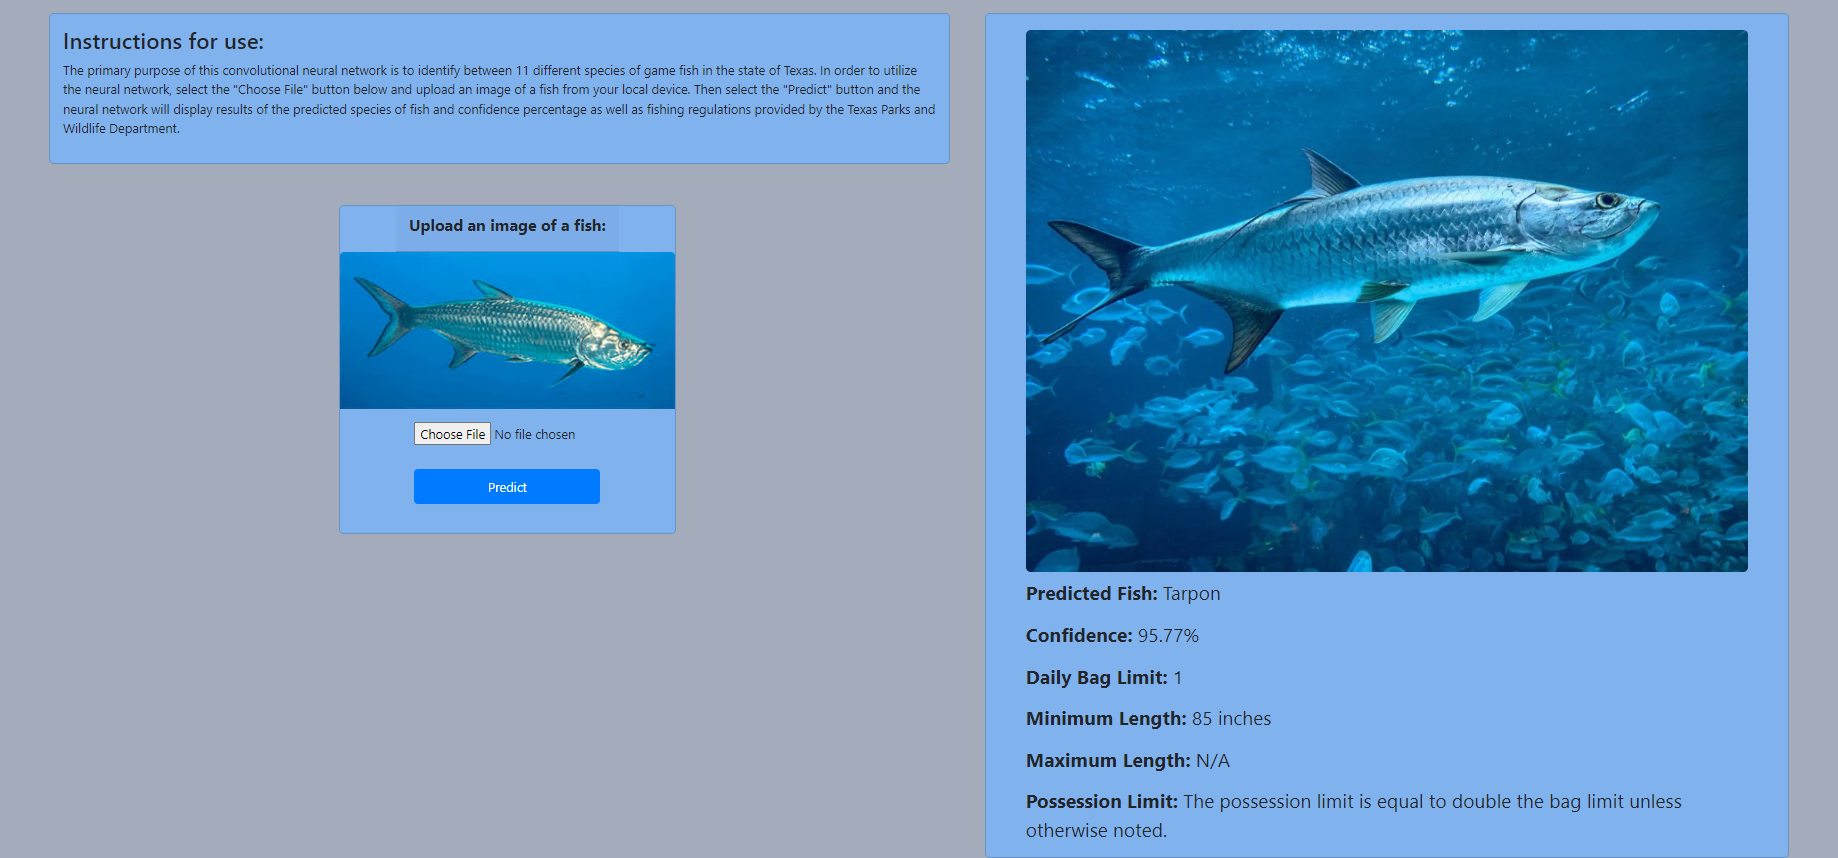 Instructions for use:
The primary purpose of this convolutional neural network is to identify between 11 different species of game fish in the state of Texas. In order to utilize
the neural network, select the "Choose File" button below and upload an image of a fish from your local device. Then select the "Predict" button and the
neural network will display results of the predicted species of fish and confidence percentage as well as fishing regulations provided by the Texas Parks and
Wildlife Department.
Upload an image of a fish:
Choose File No file chosen
Predict
Predicted Fish: Tarpon
Confidence: 95.77%
Daily Bag Limit: 1
Minimum Length: 85 inches
Maximum Length: N/A
Possession Limit: The possession limit is equal to double the bag limit unless
otherwise noted.